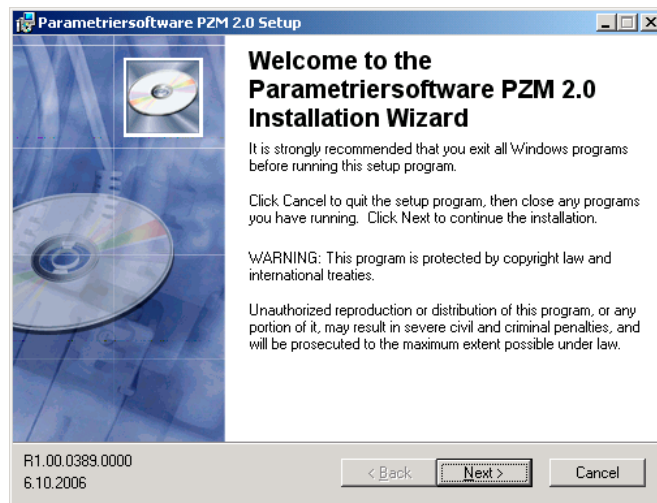 Parametriersoftware PZM 2.0 Setup
Welcome to the
Parametriersoftware PZM 2.0
Installation Wizard
It is strongly recommended that you exit all Windows programs
before running this setup program.
Click Cancel to quit the setup program, then close any programs
you have running.  Click Next to continue the installation.
WARNING: This program is protected by copyright law and
international treaties.
Unauthorized reproduction or distribution of this program, or any
portion of it, may result in severe civil and criminal penalties, and
will be prosecuted to the maximum extent possible under law.
R1.00.0389.0000
6.10.2006
< Back
Next >
Cancel